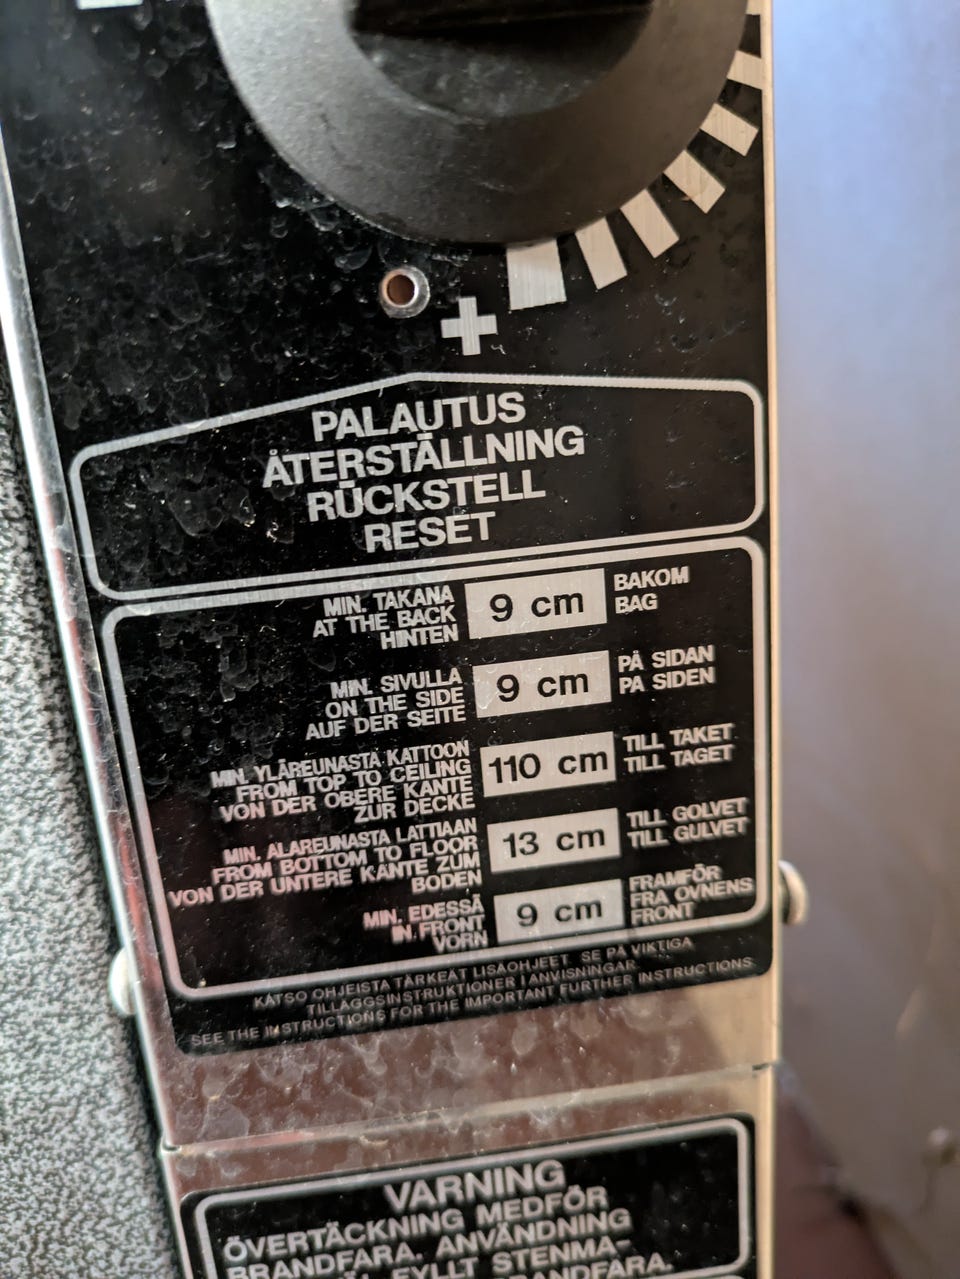 +
PALAUTUS
ÅTERSTÄLLNING
RÜCKSTELL
RESET
MIN. TAKANA
AT THE BACK
HINTEN
9 cm
BAKOM
BAG
MIN. SIVULLA
ON THE SIDE
AUF DER SEITE
9 cm
PÅ SIDAN
PA SIDEN
MIN. YLÄREUNASTA KATTOON
FROM TOP TO CEILING
VON DER OBERE KANTE
ZUR DECKE
110 cm
TILL TAKET
TILL TAGET
MIN. ALAREUNASTA LATTIAAN
FROM BOTTOM TO FLOOR
VON DER UNTERE KANTE ZUM
BODEN
13 cm
TILL GOLVET
TILL GULVET
MIN. EDESSÄ
IN FRONT
VORN
9 cm
FRAMFÖR
FRA OVNENS
FRONT
KATSO OHJEISTA TÄRKEÄT LISÄOHJEET. SE PÅ VIKTIGA
TILLÄGGSINSTRUKTIONER I ANVISNINGAR.
SEE THE INSTRUCTIONS FOR THE IMPORTANT FURTHER INSTRUCTIONS.
VARNING
ÖVERTÄCKNING MEDFÖR
BRANDFARA. ANVÄNDNING
FYLLT STENMA-
BRANDFARA.